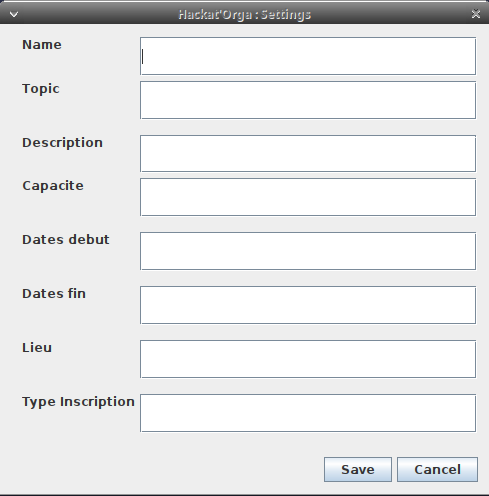 Hackat'Orga : Settings
Name
Topic
Description
Capacite
Dates debut
Dates fin
Lieu
Type Inscription
Save Cancel